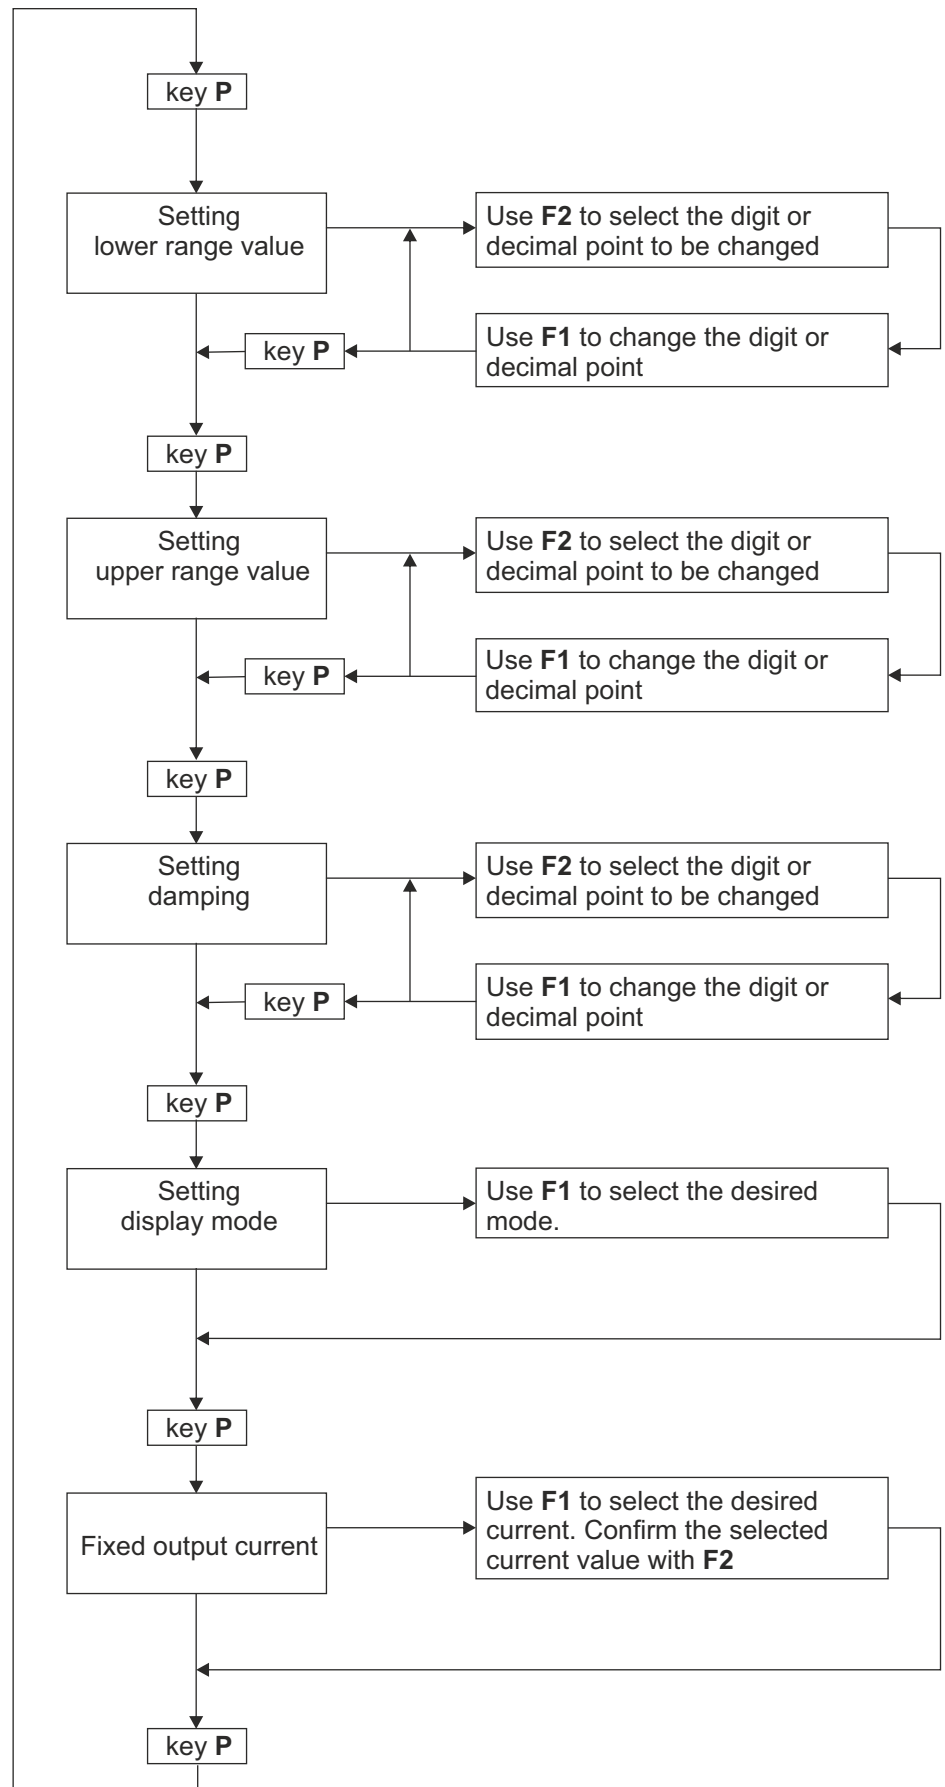 key P
Setting
lower range value
Use F2 to select the digit or
decimal point to be changed
key P
Use F1 to change the digit or
decimal point
key P
Setting
upper range value
Use F2 to select the digit or
decimal point to be changed
key P
Use F1 to change the digit or
decimal point
key P
Setting
damping
Use F2 to select the digit or
decimal point to be changed
key P
Use F1 to change the digit or
decimal point
key P
Setting
display mode
Use F1 to select the desired
mode.
key P
Fixed output current
Use F1 to select the desired
current. Confirm the selected
current value with F2
key P